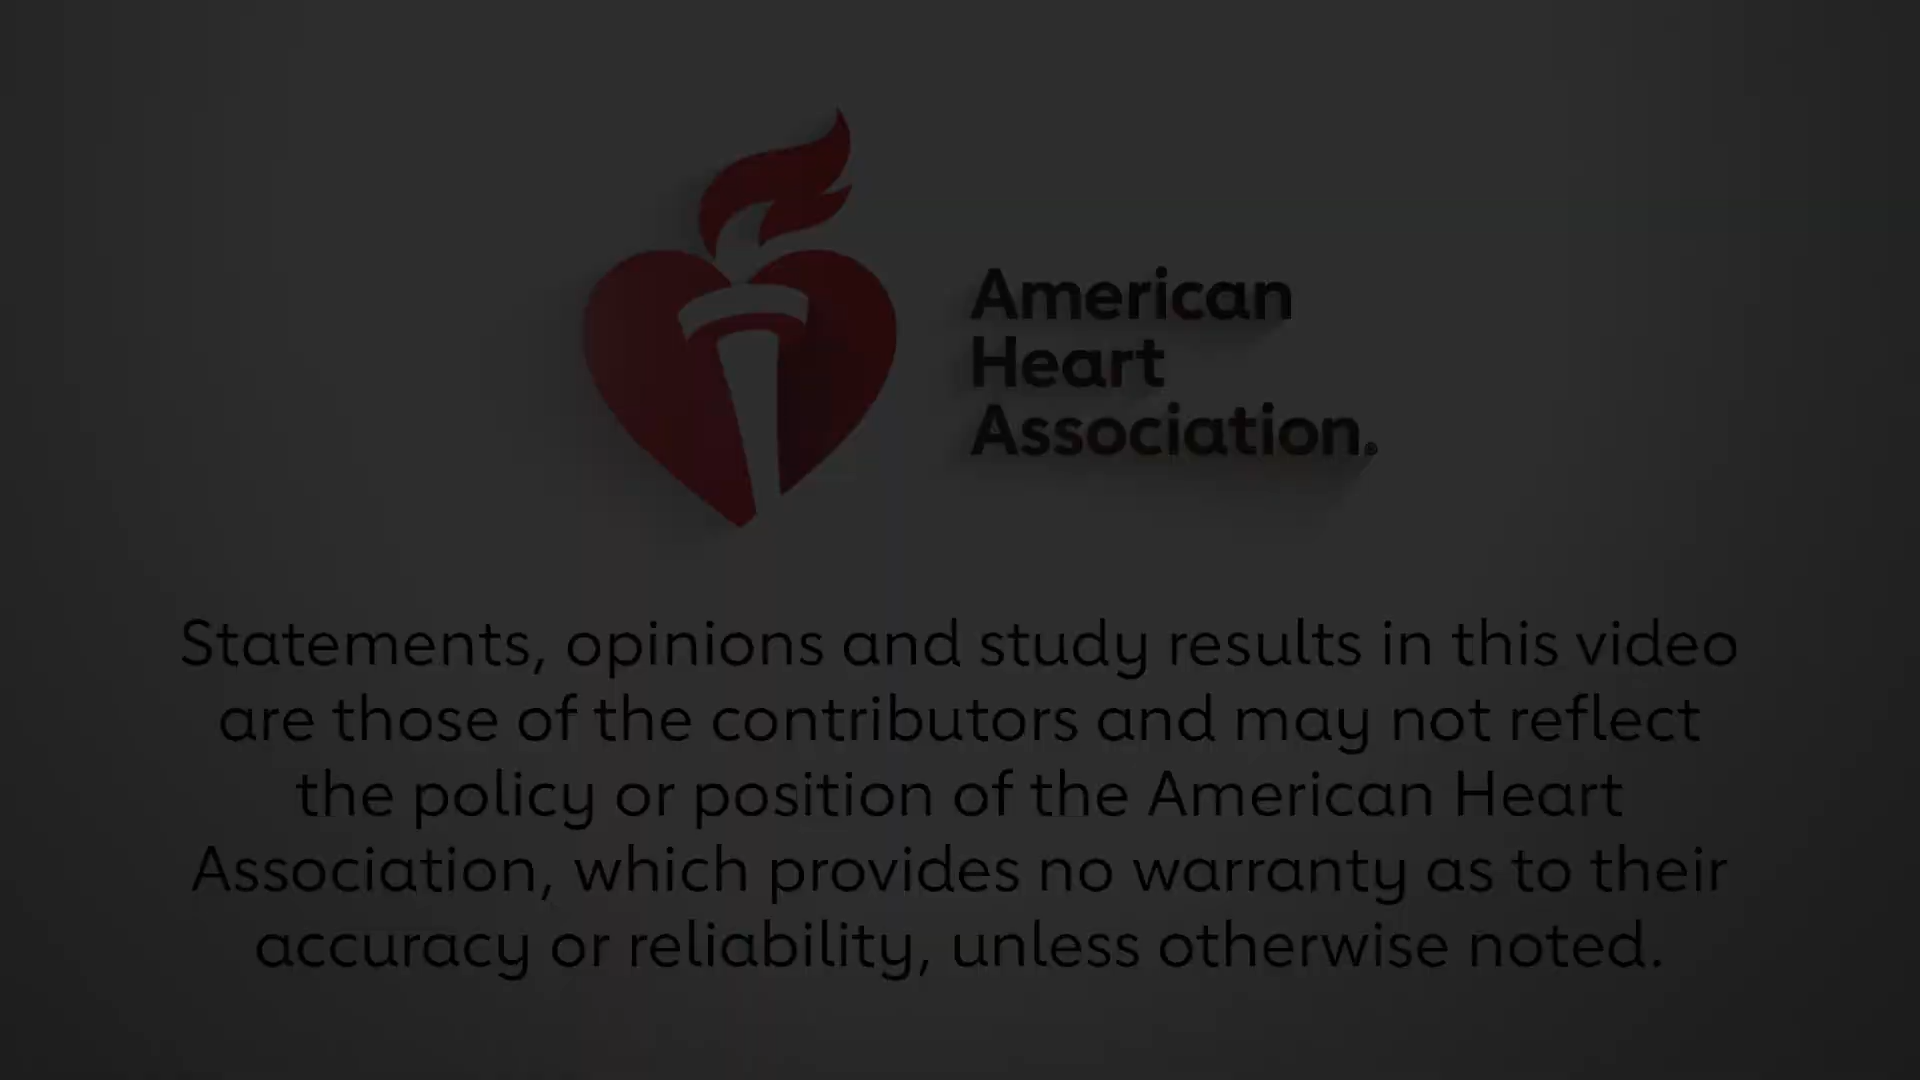 American
Heart
Association®
Statements, opinions and study results in this video
are those of the contributors and may not reflect
the policy or position of the American Heart
Association, which provides no warranty as to their
accuracy or reliability, unless otherwise noted.